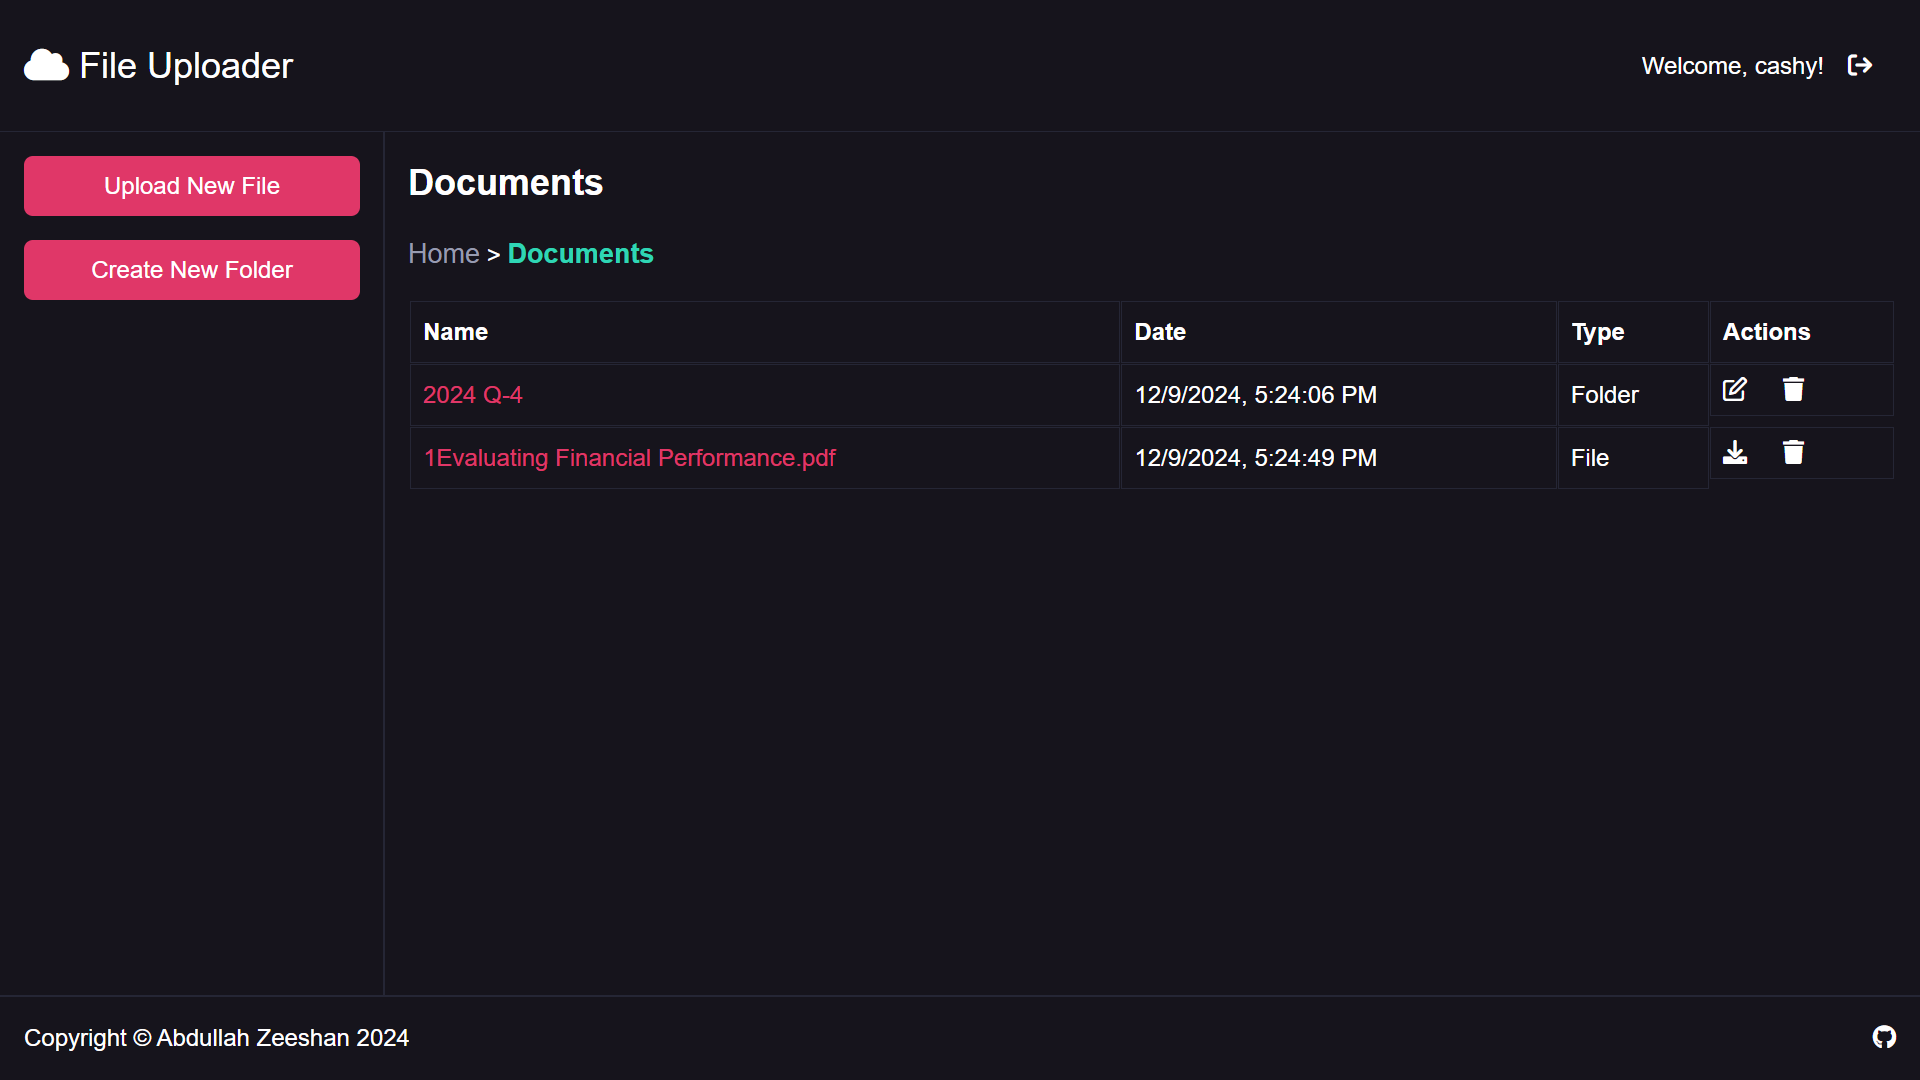 File Uploader
Welcome, cashy!
Upload New File
Create New Folder
Documents
Home > Documents
Name Date Type Actions
2024 Q-4 12/9/2024, 5:24:06 PM Folder
1Evaluating Financial Performance.pdf 12/9/2024, 5:24:49 PM File
Copyright © Abdullah Zeeshan 2024